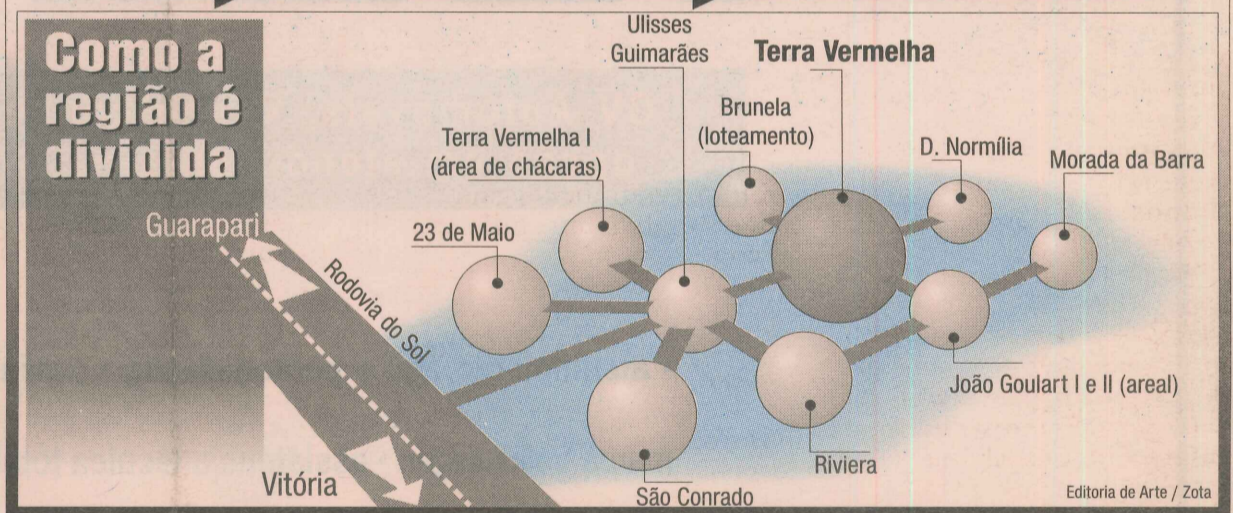 Como a
região é
dividida
Guarapari
Rodovia do Sol
Vitória
23 de Maio
Terra Vermelha I
(área de chácaras)
Ulisses
Guimarães
Brunela
(loteamento)
Terra Vermelha
D. Normília
Morada da Barra
João Goulart I e II (areal)
Riviera
São Conrado
Editoria de Arte / Zota